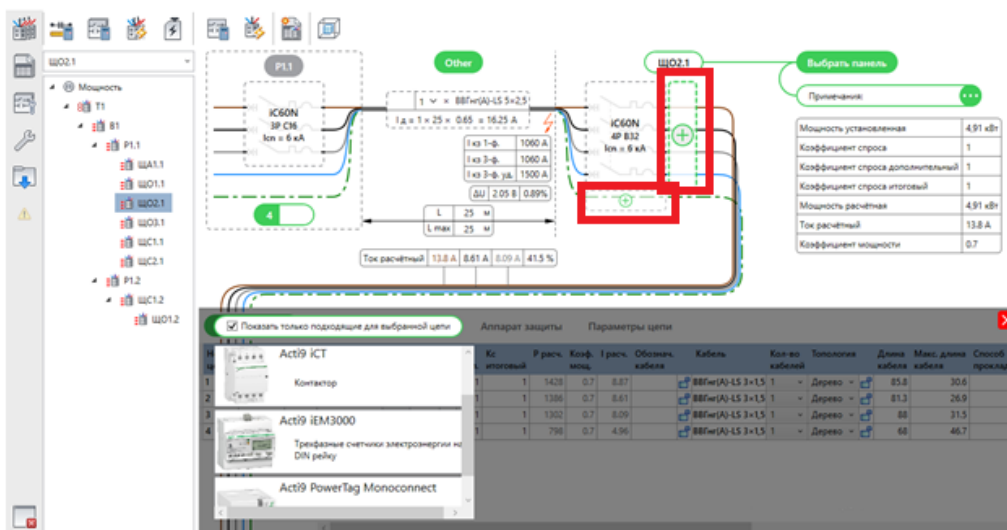 ЩО2.1
Мощность
T1
B1
P1.1
ЩА1.1
ЩО1.1
ЩО2.1
ЩО3.1
ЩС1.1
ЩС2.1
P1.2
ЩС1.2
ЩО1.2
P1.1
iC60N
3P C16
Icn = 6 кА
4
Other
1 × ВВГнг(А)-LS 5×2,5
I д = 1 × 25 × 0.65 = 16.25 А
I кз 1-ф. 1060 А
I кз 3-ф. 1060 А
I кз 3-ф. уд. 1500 А
ΔU 2.05 В 0.89%
L 25 м
L max 25 м
Ток расчётный 13.8 А 8.61 А 8.09 А 41.5 %
ЩО2.1
iC60N
4P B32
Icn = 6 кА
Выбрать панель
Примечания:
Мощность установленная 4,91 кВт
Коэффициент спроса 1
Коэффициент спроса дополнительный 1
Коэффициент спроса итоговый 1
Мощность расчётная 4,91 кВт
Ток расчётный 13.8 А
Коэффициент мощности 0.7
Показать только подходящие для выбранной цепи
Аппарат защиты Параметры цепи
Acti9 iCT
Контактор
Acti9 iEM3000
Трехфазные счетчики электроэнергии на
DIN рейку
Acti9 PowerTag Monoconnect
Кс итоговый P расч. Коэф. мощ. I расч. Обознач. кабеля Кабель Кол-во кабелей Топология Длина кабеля Макс. длина кабеля Способ проклад
1 1 1 1428 0.7 8.87 ВВГнг(А)-LS 3×1,5 1 Дерево 85.8 30.6
2 1 1 1386 0.7 8.61 ВВГнг(А)-LS 3×1,5 1 Дерево 81.3 26.9
3 1 1 1302 0.7 8.09 ВВГнг(А)-LS 3×1,5 1 Дерево 88 31.5
4 1 1 798 0.7 4.96 ВВГнг(А)-LS 3×1,5 1 Дерево 68 46.7